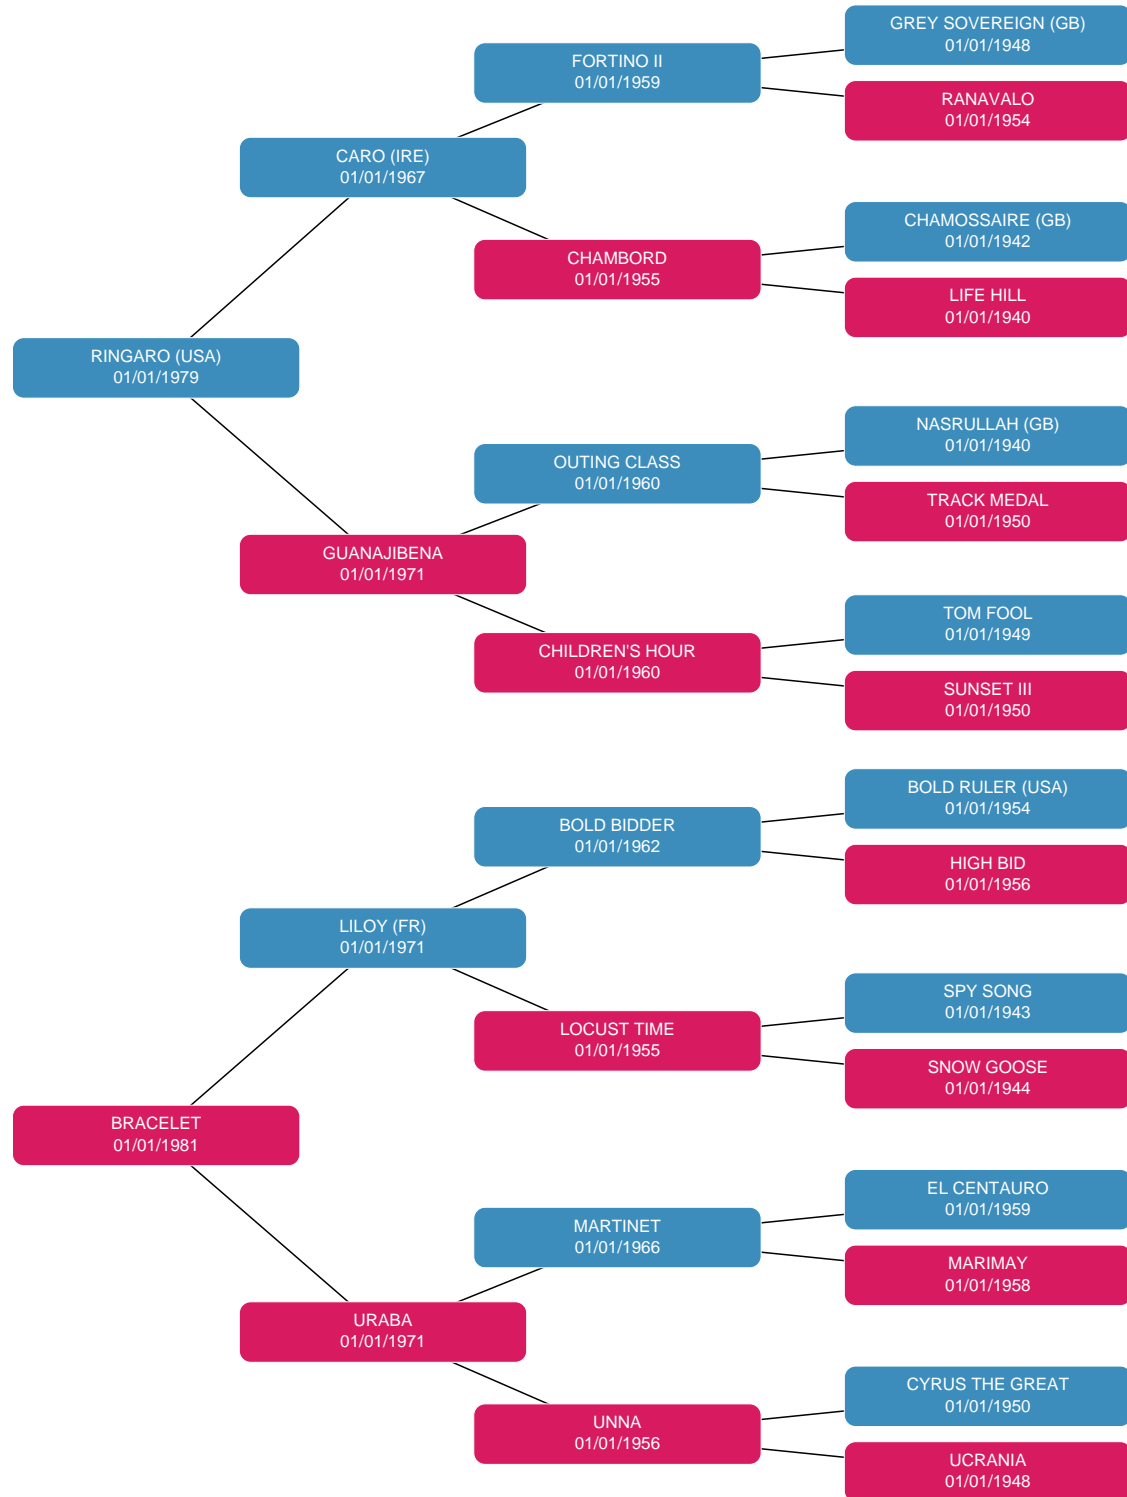 GREY SOVEREIGN (GB)
01/01/1948
FORTINO II
01/01/1959
RANAVALO
01/01/1954
CARO (IRE)
01/01/1967
CHAMOSSAIRE (GB)
01/01/1942
CHAMBORD
01/01/1955
LIFE HILL
01/01/1940
RINGARO (USA)
01/01/1979
NASRULLAH (GB)
01/01/1940
OUTING CLASS
01/01/1960
TRACK MEDAL
01/01/1950
GUANAJIBENA
01/01/1971
TOM FOOL
01/01/1949
CHILDREN'S HOUR
01/01/1960
SUNSET III
01/01/1950
BOLD RULER (USA)
01/01/1954
BOLD BIDDER
01/01/1962
HIGH BID
01/01/1956
LILOY (FR)
01/01/1971
SPY SONG
01/01/1943
LOCUST TIME
01/01/1955
SNOW GOOSE
01/01/1944
BRACELET
01/01/1981
EL CENTAURO
01/01/1959
MARTINET
01/01/1966
MARIMAY
01/01/1958
URABA
01/01/1971
CYRUS THE GREAT
01/01/1950
UNNA
01/01/1956
UCRANIA
01/01/1948